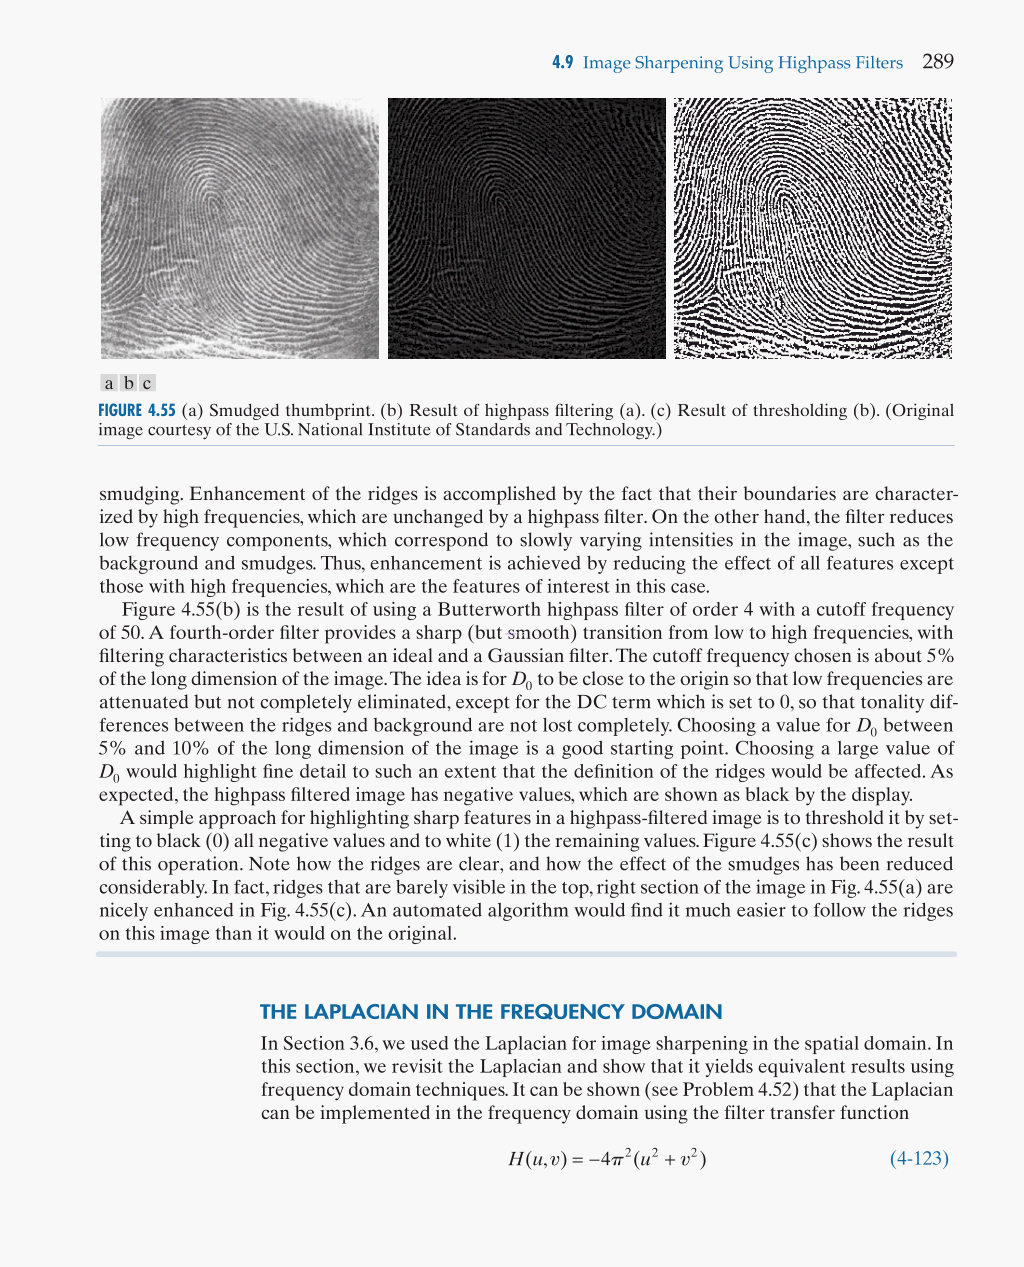 4.9 Image Sharpening Using Highpass Filters 289
a b c
FIGURE 4.55 (a) Smudged thumbprint. (b) Result of highpass filtering (a). (c) Result of thresholding (b). (Original
image courtesy of the U.S. National Institute of Standards and Technology.)
smudging. Enhancement of the ridges is accomplished by the fact that their boundaries are character-
ized by high frequencies, which are unchanged by a highpass filter. On the other hand, the filter reduces
low frequency components, which correspond to slowly varying intensities in the image, such as the
background and smudges. Thus, enhancement is achieved by reducing the effect of all features except
those with high frequencies, which are the features of interest in this case.
Figure 4.55(b) is the result of using a Butterworth highpass filter of order 4 with a cutoff frequency
of 50. A fourth-order filter provides a sharp (but smooth) transition from low to high frequencies, with
filtering characteristics between an ideal and a Gaussian filter. The cutoff frequency chosen is about 5%
of the long dimension of the image. The idea is for D₀ to be close to the origin so that low frequencies are
attenuated but not completely eliminated, except for the DC term which is set to 0, so that tonality dif-
ferences between the ridges and background are not lost completely. Choosing a value for D₀ between
5% and 10% of the long dimension of the image is a good starting point. Choosing a large value of
D₀ would highlight fine detail to such an extent that the definition of the ridges would be affected. As
expected, the highpass filtered image has negative values, which are shown as black by the display.
A simple approach for highlighting sharp features in a highpass-filtered image is to threshold it by set-
ting to black (0) all negative values and to white (1) the remaining values. Figure 4.55(c) shows the result
of this operation. Note how the ridges are clear, and how the effect of the smudges has been reduced
considerably. In fact, ridges that are barely visible in the top, right section of the image in Fig. 4.55(a) are
nicely enhanced in Fig. 4.55(c). An automated algorithm would find it much easier to follow the ridges
on this image than it would on the original.
THE LAPLACIAN IN THE FREQUENCY DOMAIN
In Section 3.6, we used the Laplacian for image sharpening in the spatial domain. In
this section, we revisit the Laplacian and show that it yields equivalent results using
frequency domain techniques. It can be shown (see Problem 4.52) that the Laplacian
can be implemented in the frequency domain using the filter transfer function
H(u,v) = −4π²(u² + v²) (4-123)